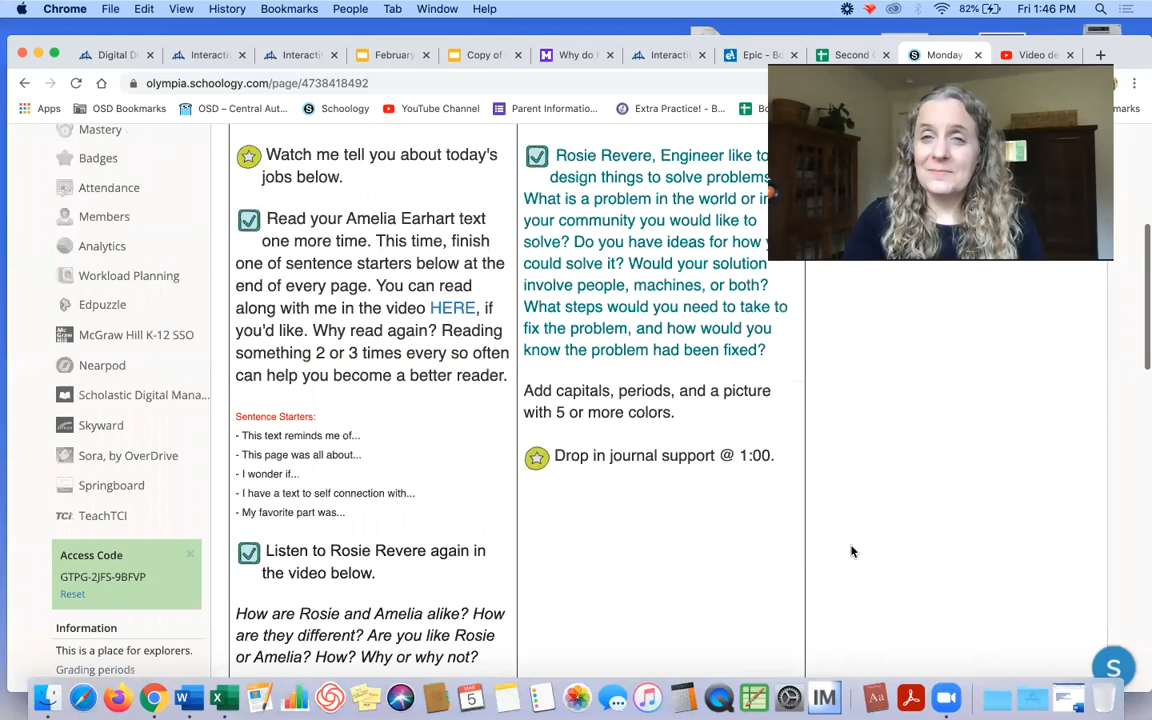 Chrome File Edit View History Bookmarks People Tab Window Help
82% Fri 1:46 PM
Digital D
Interacti
Interactiv
February
Copy of
Why do
Interacti
Epic - Bo
Second
Monday
Video de
olympia.schoology.com/page/4738418492
Apps OSD Bookmarks OSD – Central Aut... Schoology YouTube Channel Parent Informatio... Extra Practice! - B...
Mastery
Badges
Attendance
Members
Analytics
Workload Planning
Edpuzzle
McGraw Hill K-12 SSO
Nearpod
Scholastic Digital Mana...
Skyward
Sora, by OverDrive
Springboard
TCi TeachTCI
Access Code
GTPG-2JFS-9BFVP
Reset
Information
This is a place for explorers.
Grading periods
Watch me tell you about today's
jobs below.
Read your Amelia Earhart text
one more time. This time, finish
one of sentence starters below at the
end of every page. You can read
along with me in the video HERE, if
you'd like. Why read again? Reading
something 2 or 3 times every so often
can help you become a better reader.
Sentence Starters:
- This text reminds me of...
- This page was all about...
- I wonder if...
- I have a text to self connection with...
- My favorite part was...
Listen to Rosie Revere again in
the video below.
How are Rosie and Amelia alike? How
are they different? Are you like Rosie
or Amelia? How? Why or why not?
Rosie Revere, Engineer like to
design things to solve problems
What is a problem in the world or in
your community you would like to
solve? Do you have ideas for how
could solve it? Would your solution
involve people, machines, or both?
What steps would you need to take to
fix the problem, and how would you
know the problem had been fixed?
Add capitals, periods, and a picture
with 5 or more colors.
Drop in journal support @ 1:00.
S
MAR
5
IM